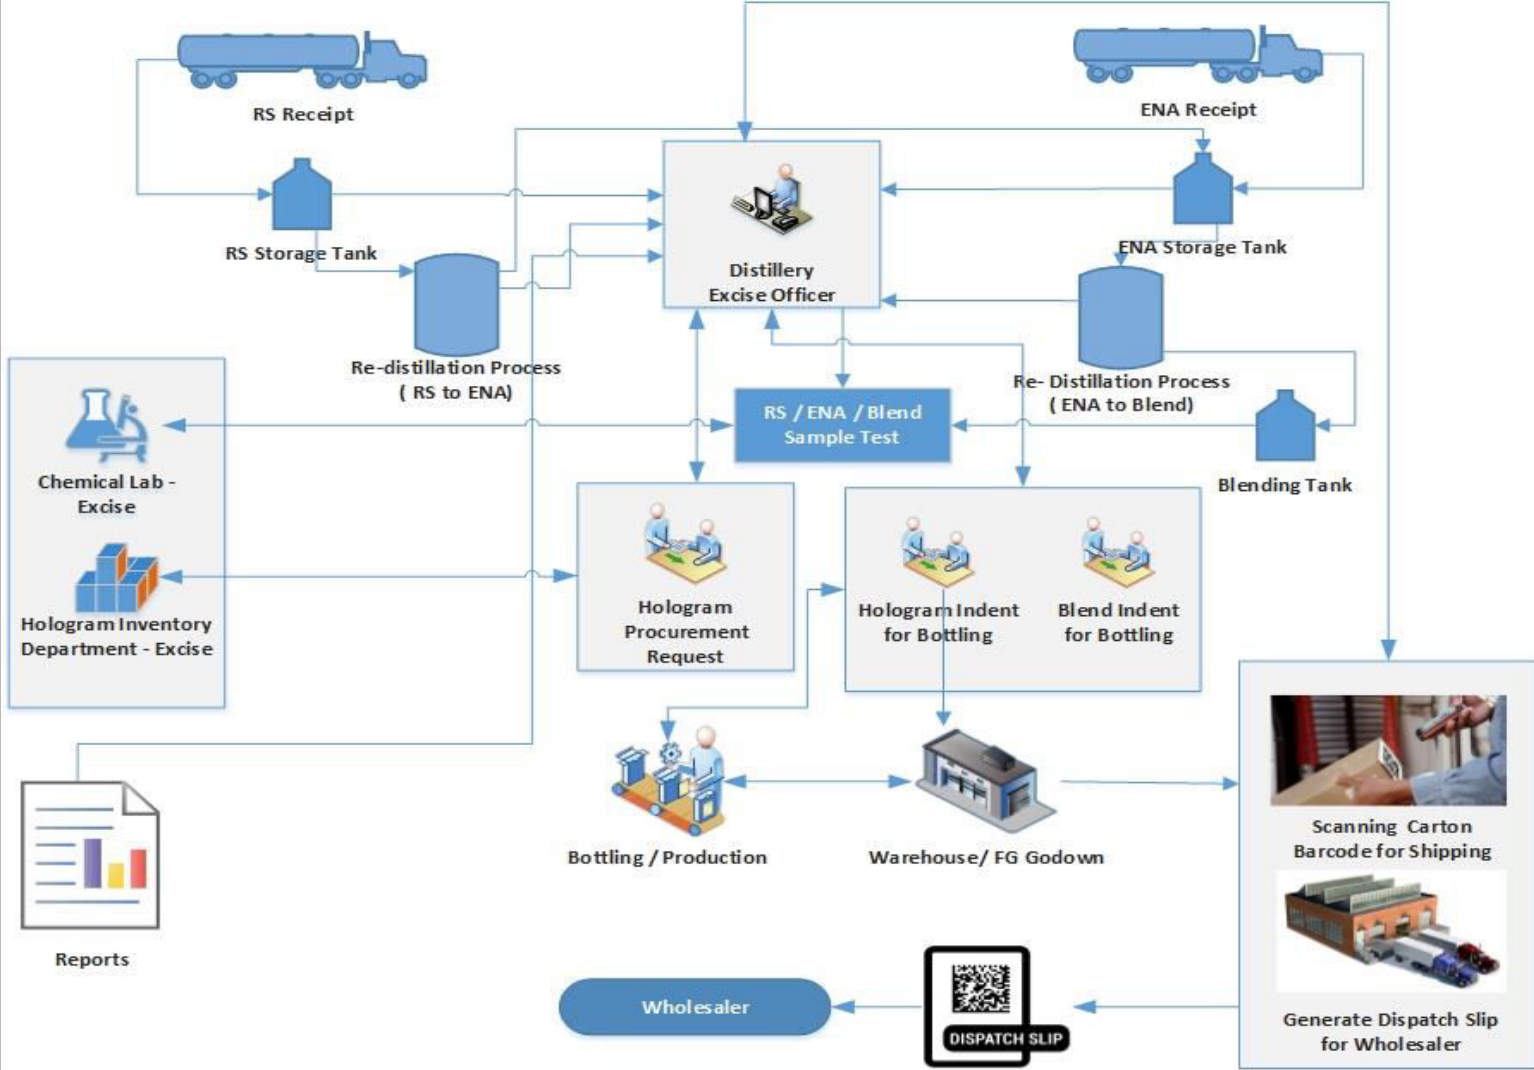 RS Receipt
ENA Receipt
RS Storage Tank
ENA Storage Tank
Distillery
Excise Officer
Re-distillation Process
( RS to ENA)
Re- Distillation Process
( ENA to Blend)
RS / ENA / Blend
Sample Test
Blending Tank
Chemical Lab -
Excise
Hologram Inventory
Department - Excise
Hologram
Procurement
Request
Hologram Indent
for Bottling
Blend Indent
for Bottling
Bottling / Production
Warehouse/ FG Godown
Scanning Carton
Barcode for Shipping
Reports
Wholesaler
DISPATCH SLIP
Generate Dispatch Slip
for Wholesaler